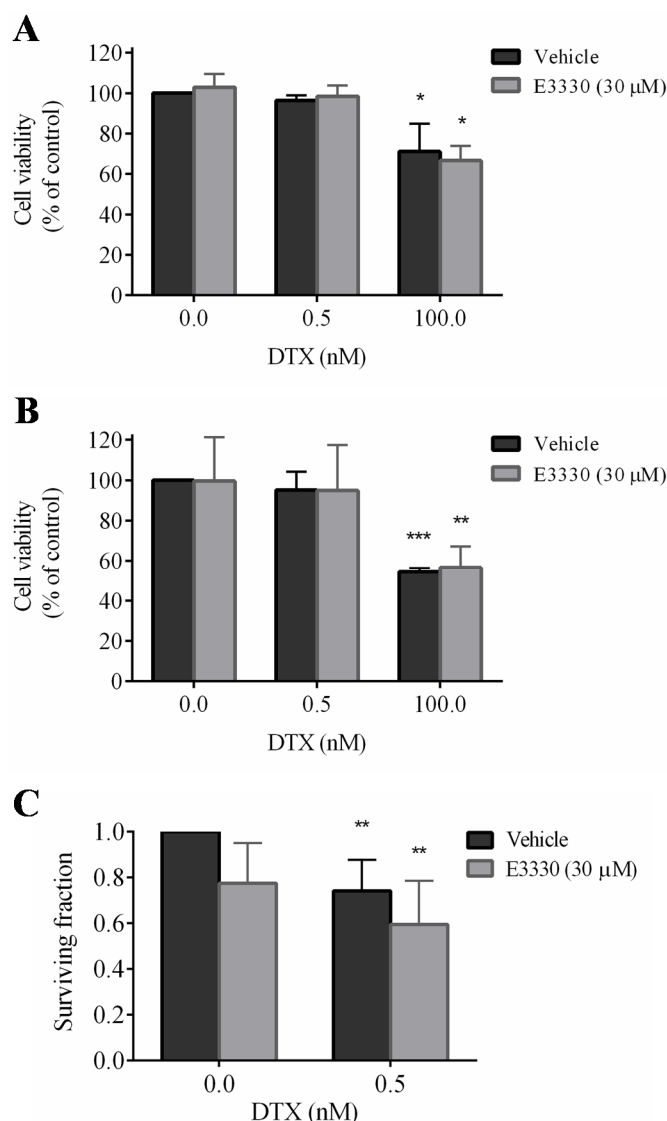 A
Cell viability
(% of control)
120
100
80
60
40
20
0
* *
Vehicle
E3330 (30 µM)
0.0 0.5 100.0
DTX (nM)
B
Cell viability
(% of control)
120
100
80
60
40
20
0
*** **
Vehicle
E3330 (30 µM)
0.0 0.5 100.0
DTX (nM)
C
Surviving fraction
1.0
0.8
0.6
0.4
0.2
0.0
** **
Vehicle
E3330 (30 µM)
0.0 0.5
DTX (nM)